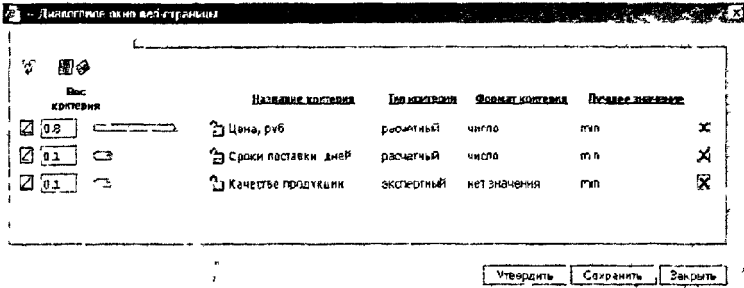 -- Диалоговое окно веб-страницы
Вес критерия Название критерия Тип критерия Формат критерия Лучшее значение
0.8 Цена, руб расчетный число min
0.1 Сроки поставки дней расчетный число min
0.1 Качество продукции экспертный нет значения min
Утвердить Сохранить Закрыть